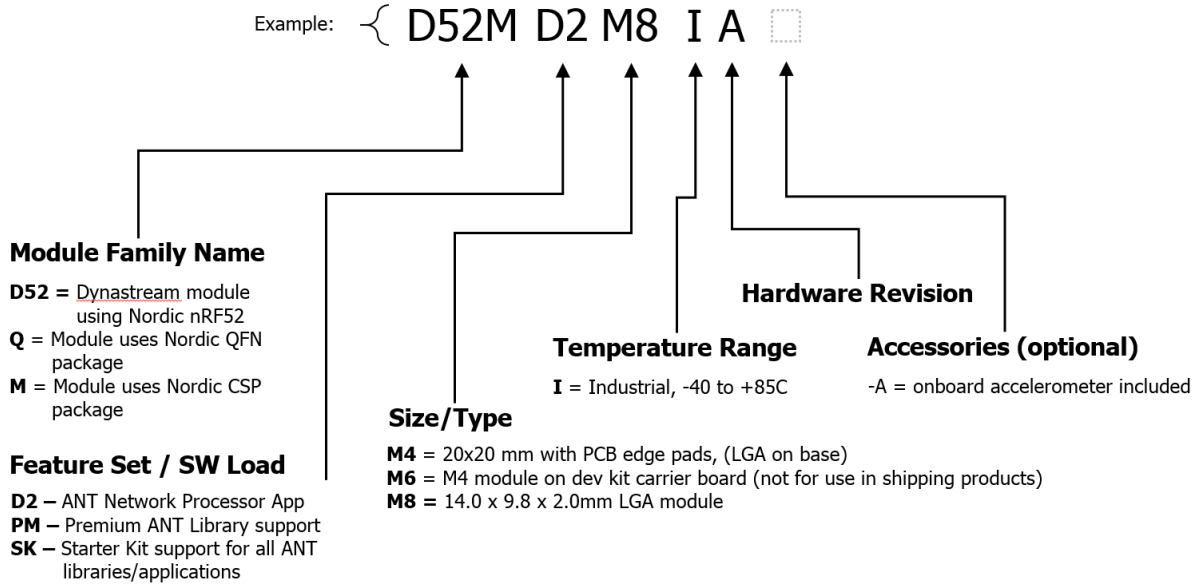 Example: D52M D2 M8 I A
Module Family Name
D52 = Dynastream module
using Nordic nRF52
Q = Module uses Nordic QFN
package
M = Module uses Nordic CSP
package
Feature Set / SW Load
D2 – ANT Network Processor App
PM – Premium ANT Library support
SK – Starter Kit support for all ANT
libraries/applications
Size/Type
M4 = 20x20 mm with PCB edge pads, (LGA on base)
M6 = M4 module on dev kit carrier board (not for use in shipping products)
M8 = 14.0 x 9.8 x 2.0mm LGA module
Temperature Range
I = Industrial, -40 to +85C
Hardware Revision
Accessories (optional)
-A = onboard accelerometer included